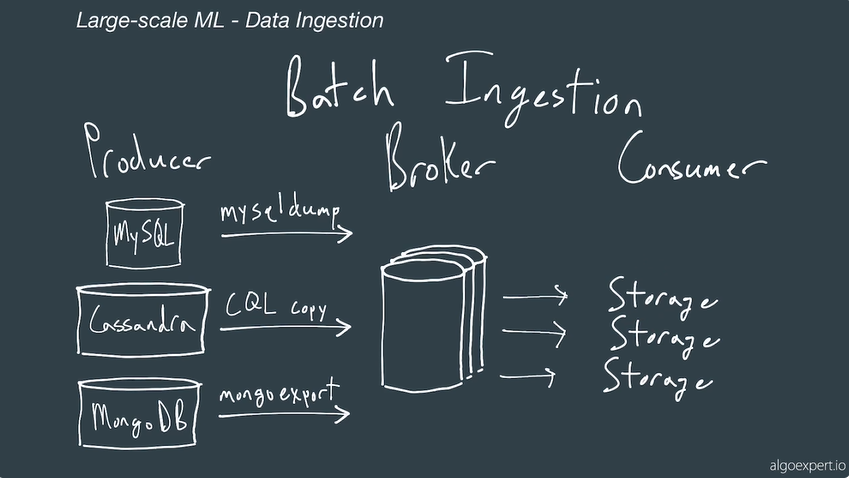 Large-scale ML - Data Ingestion
Batch Ingestion
Producer
Broker
Consumer
MySQL
mysqldump
Cassandra
CQL copy
MongoDB
mongoexport
Storage
Storage
Storage
algoexpert.io